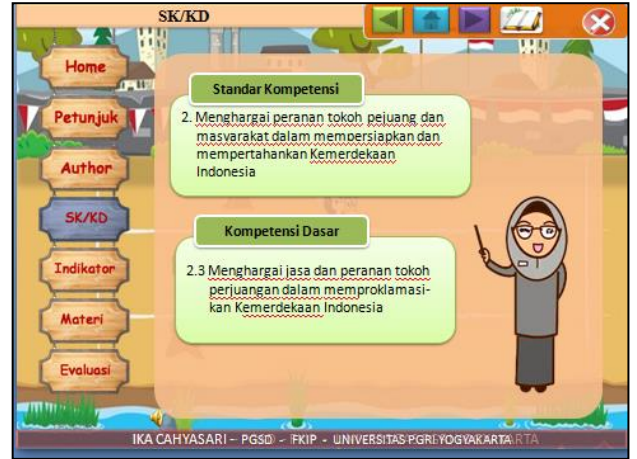 SK/KD
Home
Petunjuk
Author
SK/KD
Indikator
Materi
Evaluasi
Standar Kompetensi
2. Menghargai peranan tokoh pejuang dan
masyarakat dalam mempersiapkan dan
mempertahankan Kemerdekaan
Indonesia
Kompetensi Dasar
2.3 Menghargai jasa dan peranan tokoh
perjuangan dalam memproklamasi-
kan Kemerdekaan Indonesia
IKA CAHYASARI – PGSD – FKIP - UNIVERSITAS PGRI YOGYAKARTA